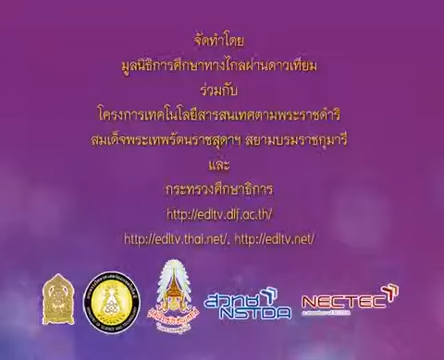 จัดทำโดย
มูลนิธิการศึกษาทางไกลผ่านดาวเทียม
ร่วมกับ
โครงการเทคโนโลยีสารสนเทศตามพระราชดำริ
สมเด็จพระเทพรัตนราชสุดาฯ สยามบรมราชกุมารี
และ
กระทรวงศึกษาธิการ
http://edltv.dlf.ac.th/
http://edltv.thai.net/, http://edltv.net/
สวทช NSTDA
NECTEC